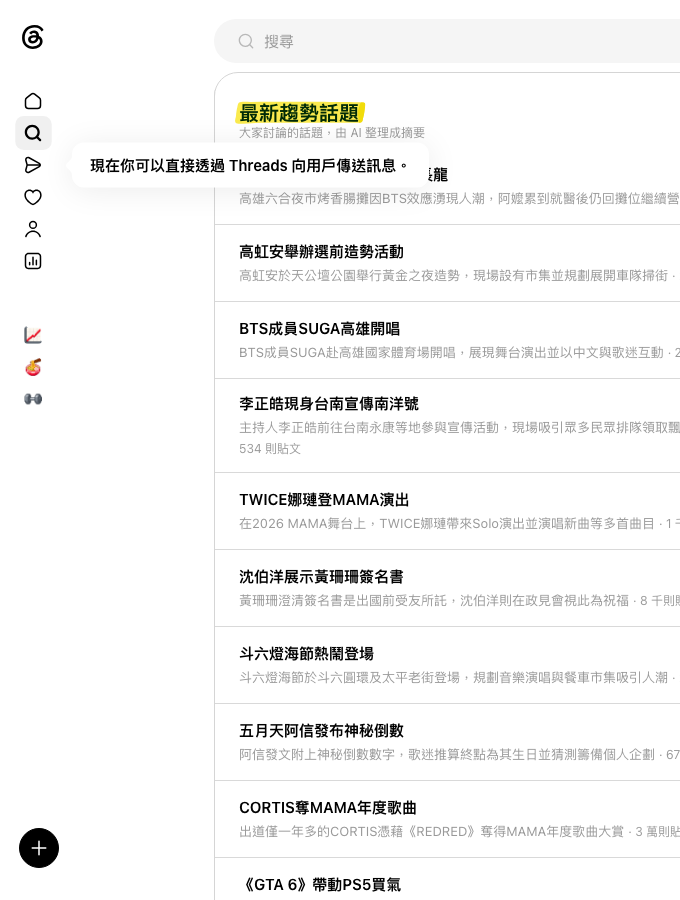 搜尋
最新趨勢話題
大家討論的話題，由 AI 整理成摘要
現在你可以直接透過 Threads 向用戶傳送訊息。
長龍
高雄六合夜市烤香腸攤因BTS效應湧現人潮，阿嬤累到就醫後仍回攤位繼續營
高虹安舉辦選前造勢活動
高虹安於天公壇公園舉行黃金之夜造勢，現場設有市集並規劃展開車隊掃街 ·
BTS成員SUGA高雄開唱
BTS成員SUGA赴高雄國家體育場開唱，展現舞台演出並以中文與歌迷互動 · 2
李正皓現身台南宣傳南洋號
主持人李正皓前往台南永康等地參與宣傳活動，現場吸引眾多民眾排隊領取飄
534 則貼文
TWICE娜璉登MAMA演出
在2026 MAMA舞台上，TWICE娜璉帶來Solo演出並演唱新曲等多首曲目 · 1 千
沈伯洋展示黃珊珊簽名書
黃珊珊澄清簽名書是出國前受友所託，沈伯洋則在政見會視此為祝福 · 8 千則貼
斗六燈海節熱鬧登場
斗六燈海節於斗六圓環及太平老街登場，規劃音樂演唱與餐車市集吸引人潮 ·
五月天阿信發布神秘倒數
阿信發文附上神秘倒數數字，歌迷推算終點為其生日並猜測籌備個人企劃 · 67
CORTIS奪MAMA年度歌曲
出道僅一年多的CORTIS憑藉《REDRED》奪得MAMA年度歌曲大賞 · 3 萬則貼
《GTA 6》帶動PS5買氣